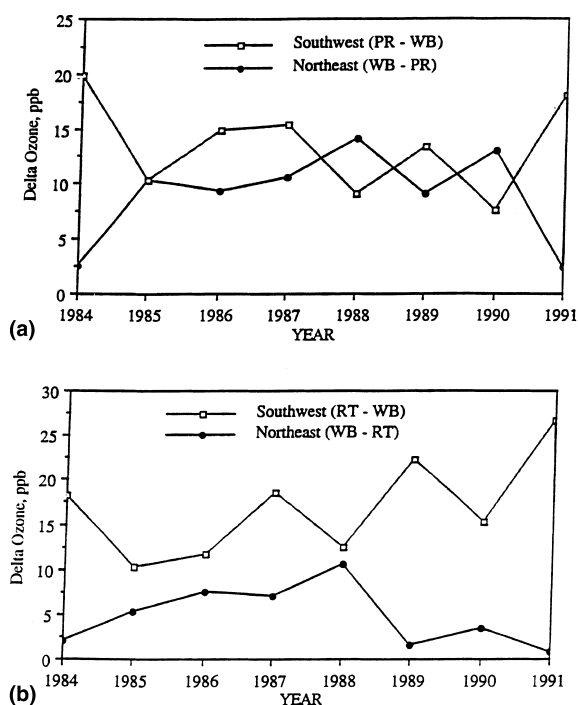 25
Southwest (PR - WB)
20
Northeast (WB - PR)
Delta Ozone, ppb
15
10
5
0
(a)
1984 1985 1986 1987 1988 1989 1990 1991
YEAR
30
Southwest (RT - WB)
25
Northeast (WB - RT)
20
Delta Ozone, ppb
15
10
5
0
1984 1985 1986 1987 1988 1989 1990 1991
(b)
YEAR